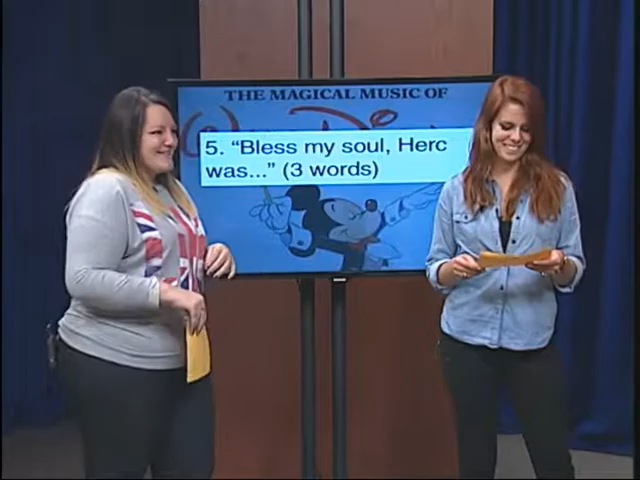 THE MAGICAL MUSIC OF
5. “Bless my soul, Herc
was...” (3 words)